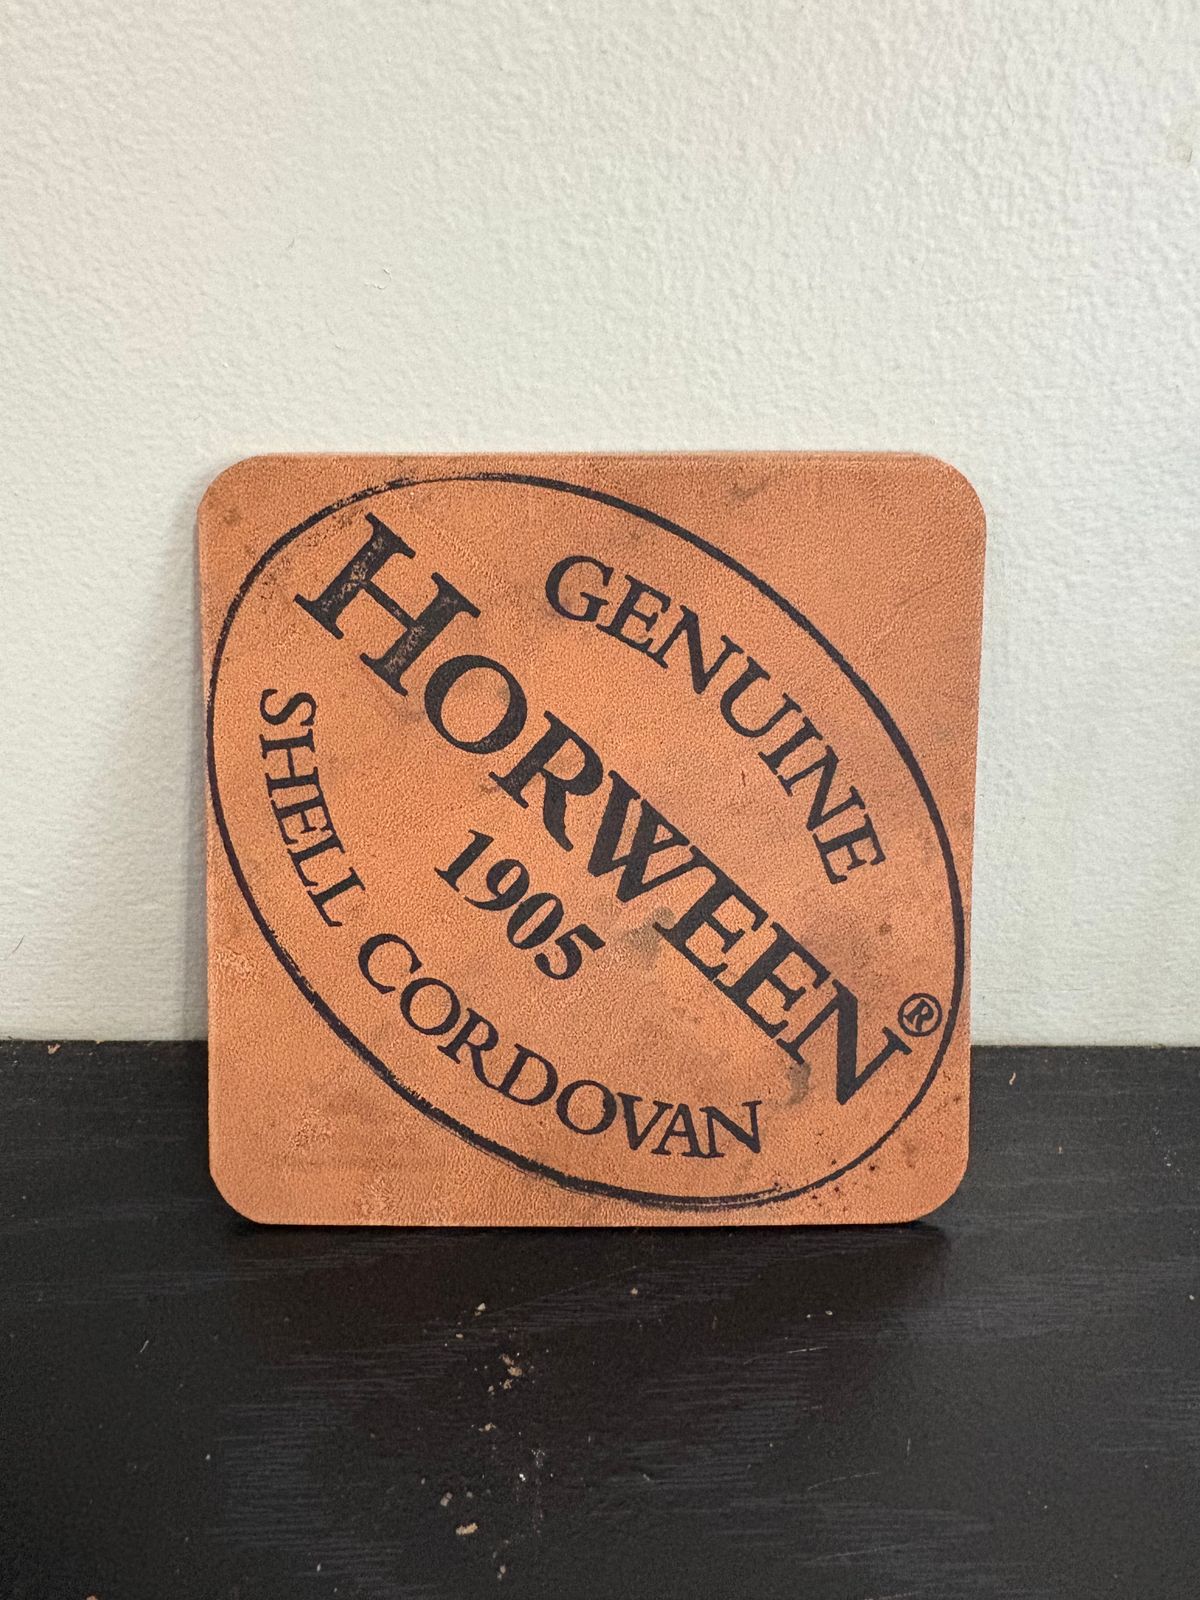 GENUINE
HORWEEN®
1905
SHELL CORDOVAN